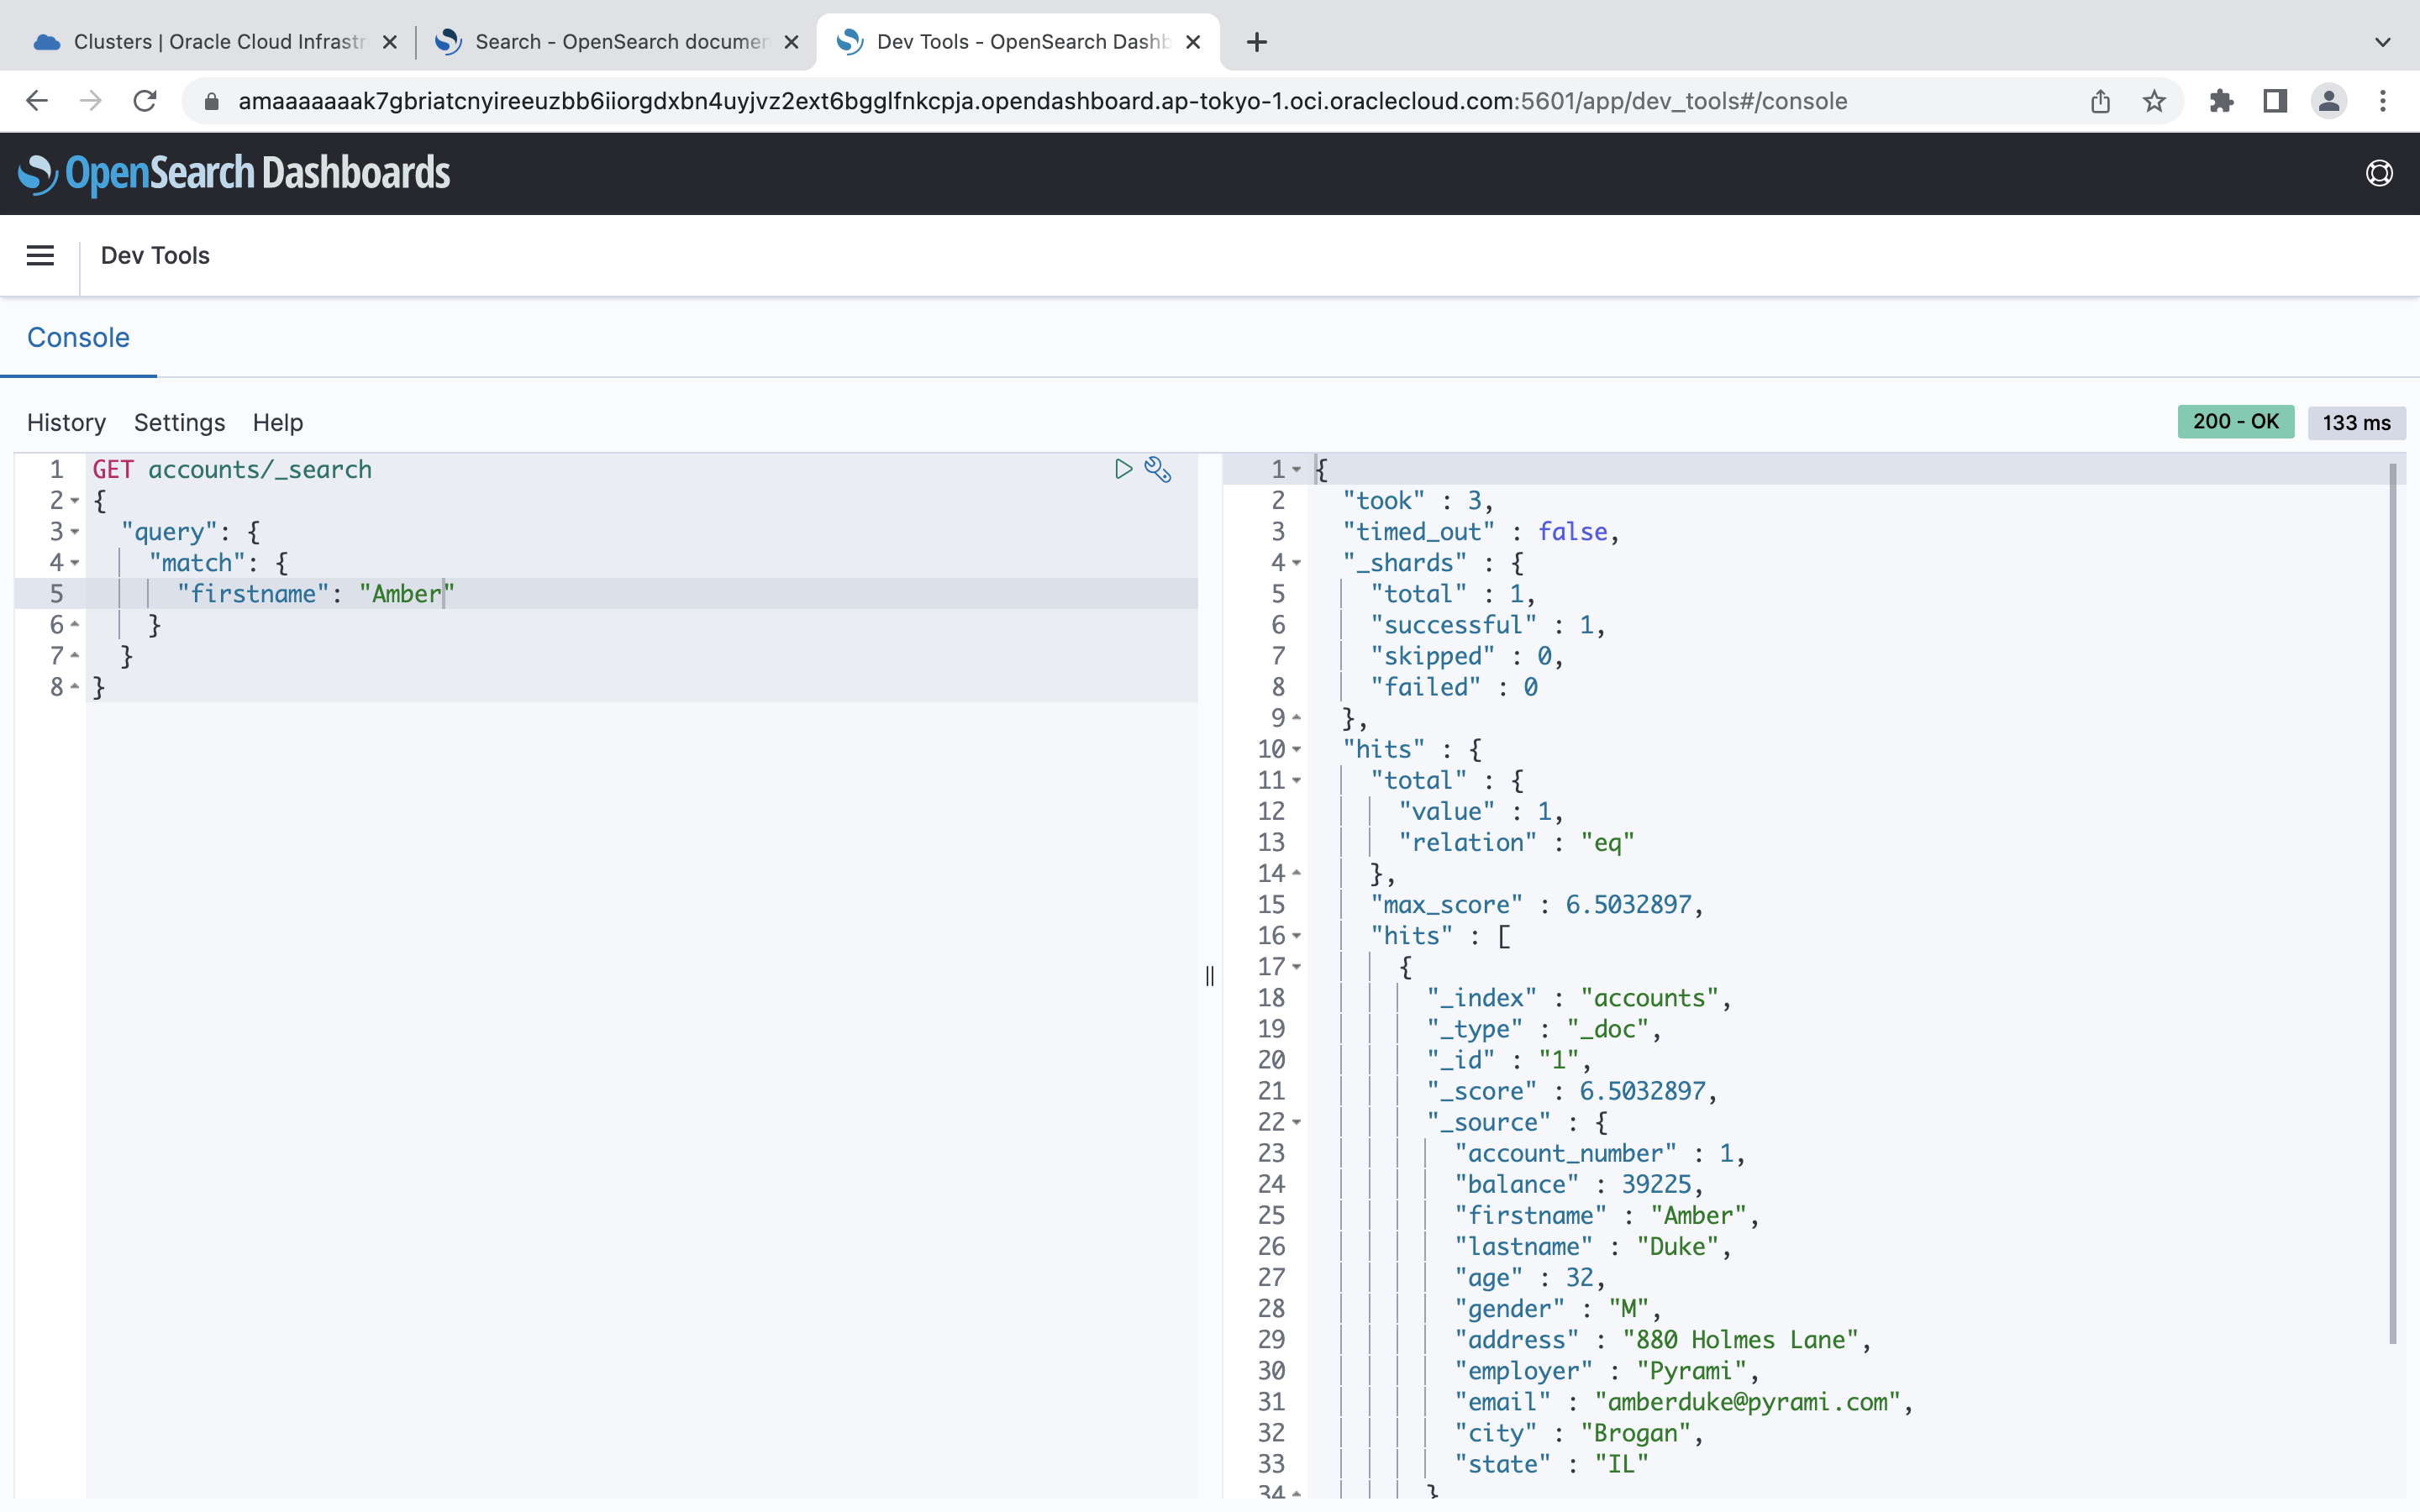 Clusters | Oracle Cloud Infrastr
Search - OpenSearch documen
Dev Tools - OpenSearch Dashb
amaaaaaaak7gbriatcnyireeuzbb6iiorgdxbn4uyjvz2ext6bgglfnkcpja.opendashboard.ap-tokyo-1.oci.oraclecloud.com:5601/app/dev_tools#/console
OpenSearch Dashboards
Dev Tools
Console
History Settings Help
200 - OK 133 ms
1 GET accounts/_search
2 {
3 "query": {
4 "match": {
5 "firstname": "Amber"
6 }
7 }
8 }
1 {
2 "took" : 3,
3 "timed_out" : false,
4 "_shards" : {
5 "total" : 1,
6 "successful" : 1,
7 "skipped" : 0,
8 "failed" : 0
9 },
10 "hits" : {
11 "total" : {
12 "value" : 1,
13 "relation" : "eq"
14 },
15 "max_score" : 6.5032897,
16 "hits" : [
17 {
18 "_index" : "accounts",
19 "_type" : "_doc",
20 "_id" : "1",
21 "_score" : 6.5032897,
22 "_source" : {
23 "account_number" : 1,
24 "balance" : 39225,
25 "firstname" : "Amber",
26 "lastname" : "Duke",
27 "age" : 32,
28 "gender" : "M",
29 "address" : "880 Holmes Lane",
30 "employer" : "Pyrami",
31 "email" : "amberduke@pyrami.com",
32 "city" : "Brogan",
33 "state" : "IL"
34 }